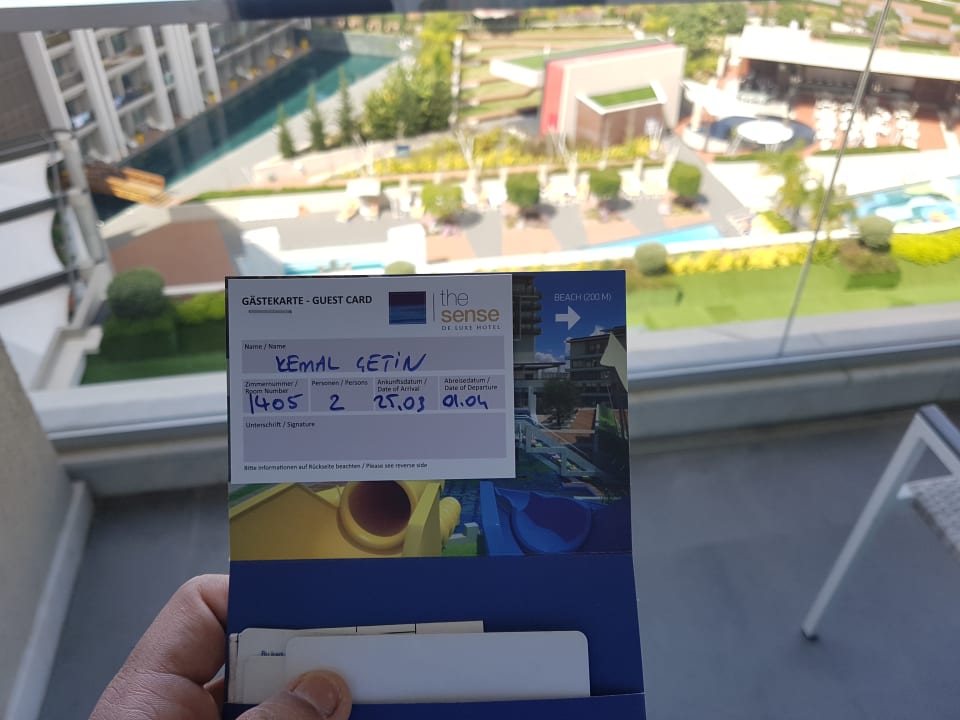 GÄSTEKARTE - GUEST CARD
the
sense
DE LUXE HOTEL
BEACH (200 M)
Name / Name
KEMAL ÇETİN
Zimmernummer / Room Number
1405
Personen / Persons
2
Ankunftsdatum / Date of Arrival
25.03
Abreisedatum / Date of Departure
01.04
Unterschrift / Signature
Bitte Informationen auf Rückseite beachten / Please see reverse side